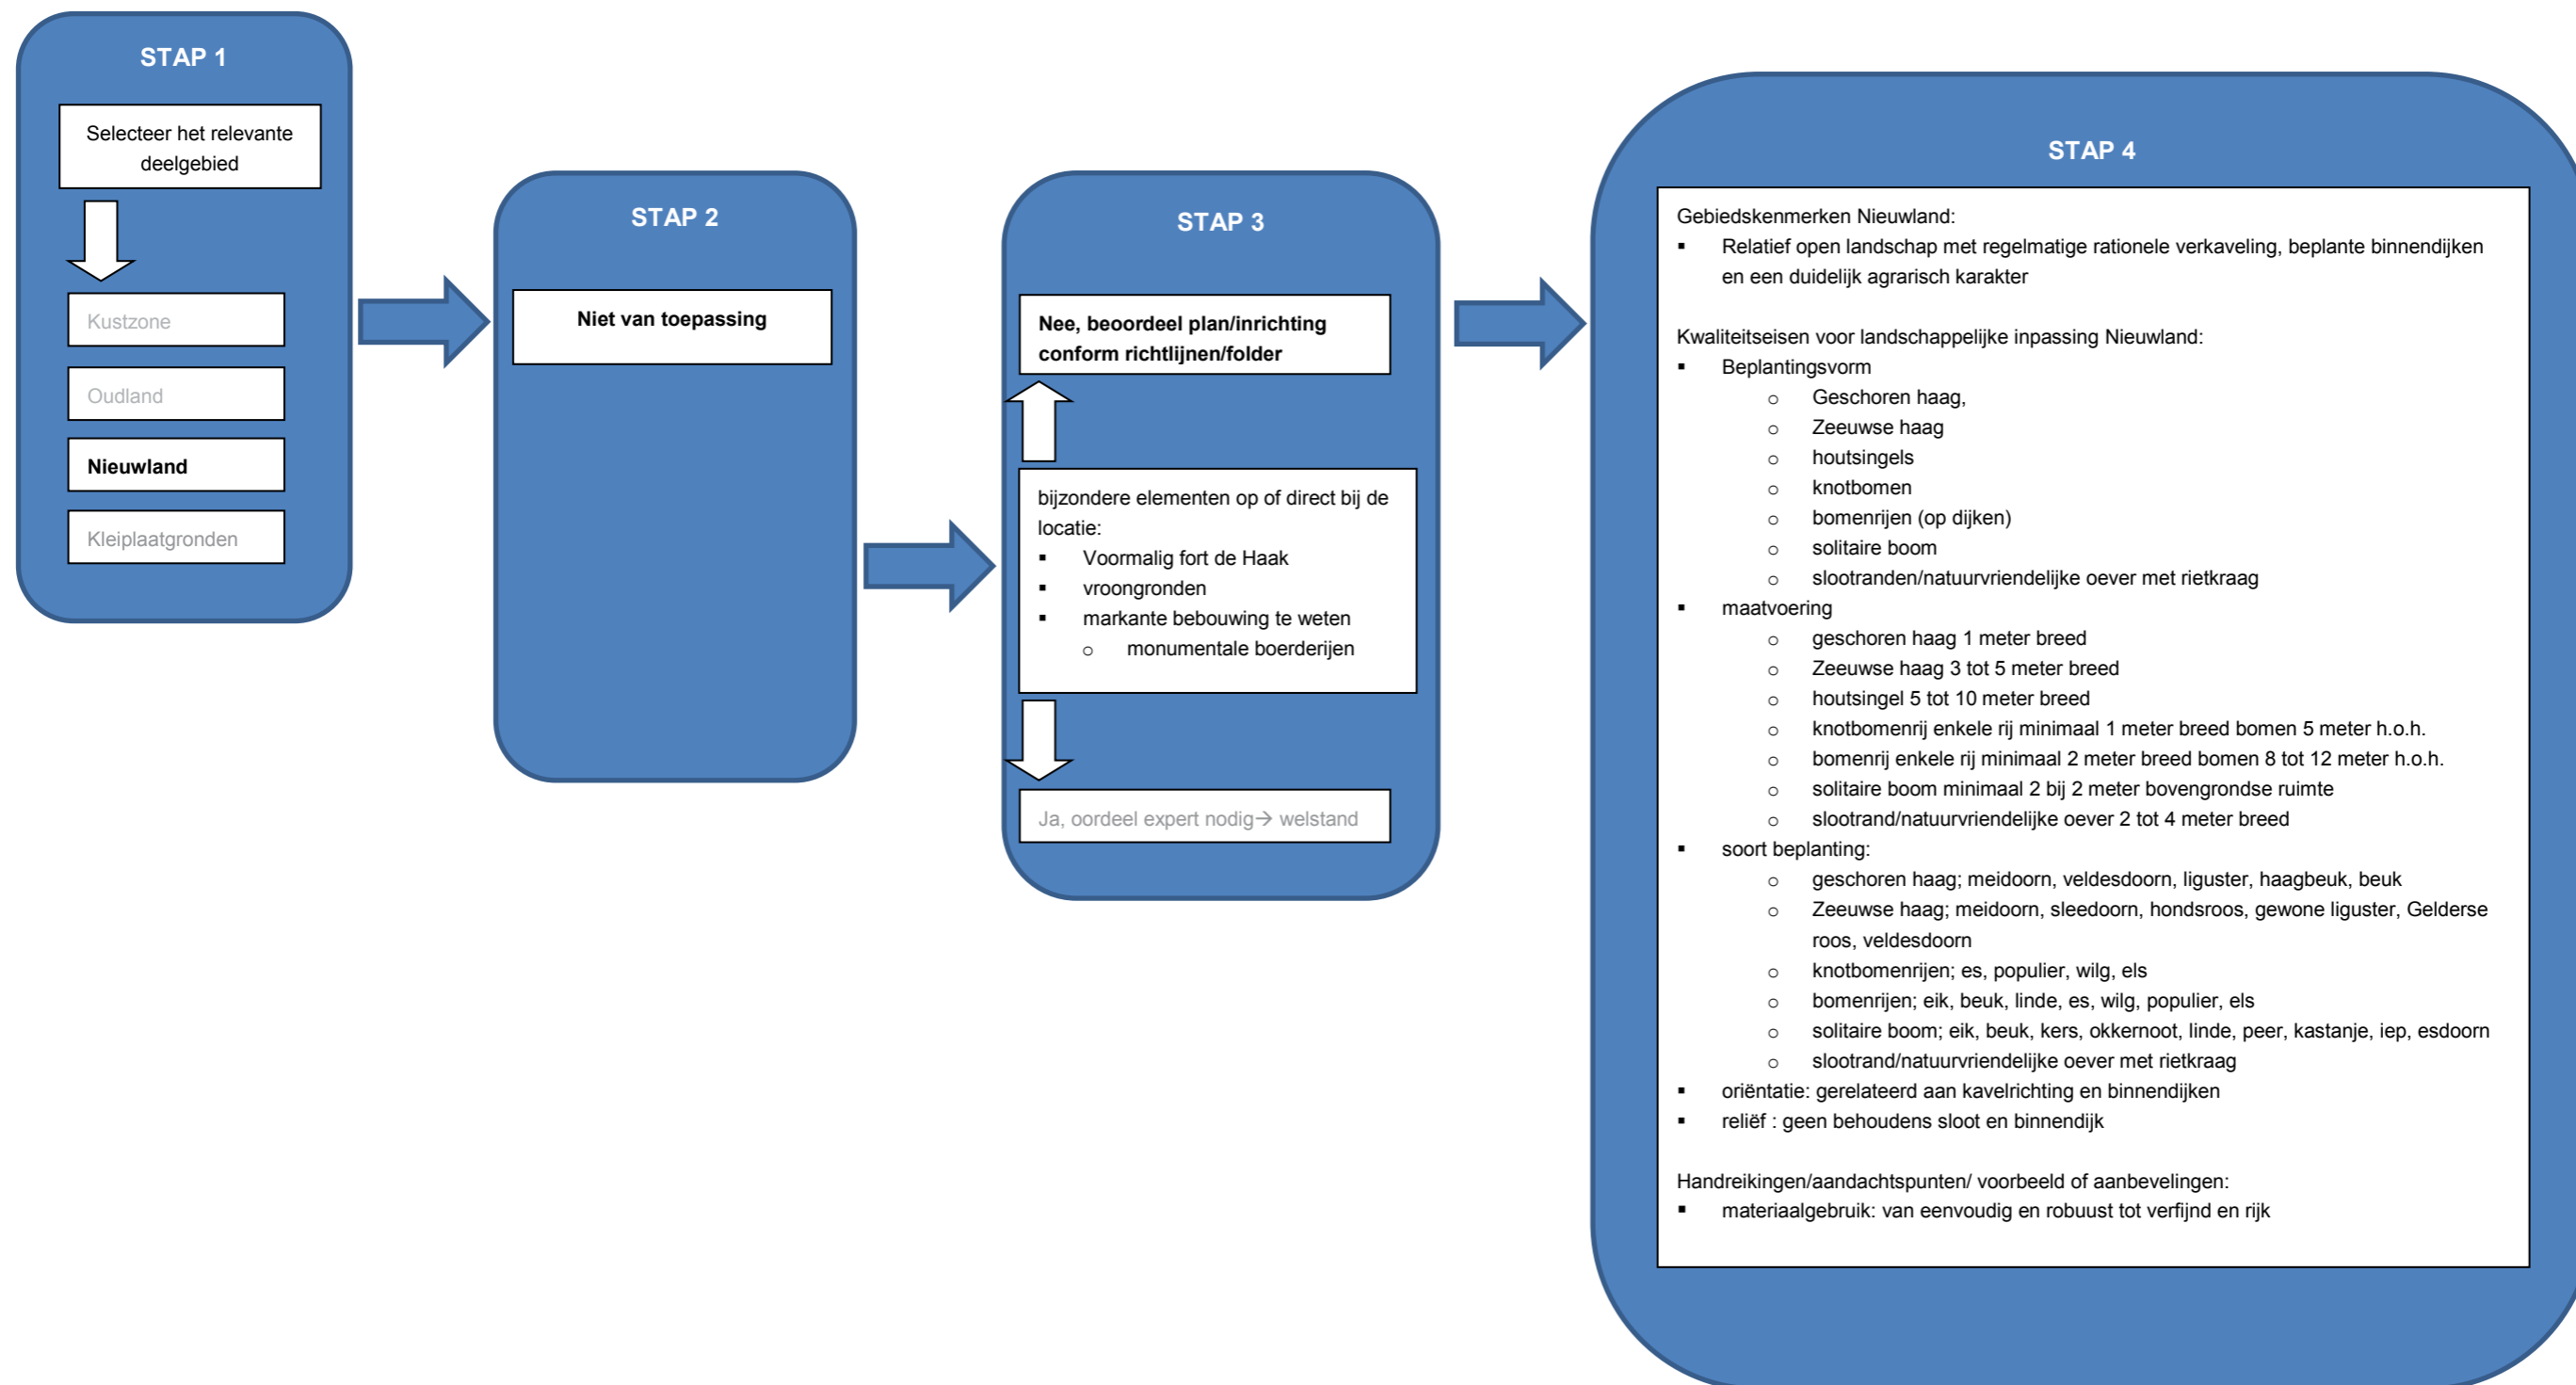 STAP 1
Selecteer het relevante
deelgebied
Kustzone
Oudland
Nieuwland
Kleiplaatgronden
STAP 2
Niet van toepassing
STAP 3
Nee, beoordeel plan/inrichting
conform richtlijnen/folder
bijzondere elementen op of direct bij de
locatie:
▪ Voormalig fort de Haak
▪ vroongronden
▪ markante bebouwing te weten
o monumentale boerderijen
Ja, oordeel expert nodig→ welstand
STAP 4
Gebiedskenmerken Nieuwland:
▪ Relatief open landschap met regelmatige rationele verkaveling, beplante binnendijken
en een duidelijk agrarisch karakter
Kwaliteitseisen voor landschappelijke inpassing Nieuwland:
▪ Beplantingsvorm
o Geschoren haag,
o Zeeuwse haag
o houtsingels
o knotbomen
o bomenrijen (op dijken)
o solitaire boom
o slootranden/natuurvriendelijke oever met rietkraag
▪ maatvoering
o geschoren haag 1 meter breed
o Zeeuwse haag 3 tot 5 meter breed
o houtsingel 5 tot 10 meter breed
o knotbomenrij enkele rij minimaal 1 meter breed bomen 5 meter h.o.h.
o bomenrij enkele rij minimaal 2 meter breed bomen 8 tot 12 meter h.o.h.
o solitaire boom minimaal 2 bij 2 meter bovengrondse ruimte
o slootrand/natuurvriendelijke oever 2 tot 4 meter breed
▪ soort beplanting:
o geschoren haag; meidoorn, veldesdoorn, liguster, haagbeuk, beuk
o Zeeuwse haag; meidoorn, sleedoorn, hondsroos, gewone liguster, Gelderse
roos, veldesdoorn
o knotbomenrijen; es, populier, wilg, els
o bomenrijen; eik, beuk, linde, es, wilg, populier, els
o solitaire boom; eik, beuk, kers, okkernoot, linde, peer, kastanje, iep, esdoorn
o slootrand/natuurvriendelijke oever met rietkraag
▪ oriëntatie: gerelateerd aan kavelrichting en binnendijken
▪ reliëf : geen behoudens sloot en binnendijk
Handreikingen/aandachtspunten/ voorbeeld of aanbevelingen:
▪ materiaalgebruik: van eenvoudig en robuust tot verfijnd en rijk